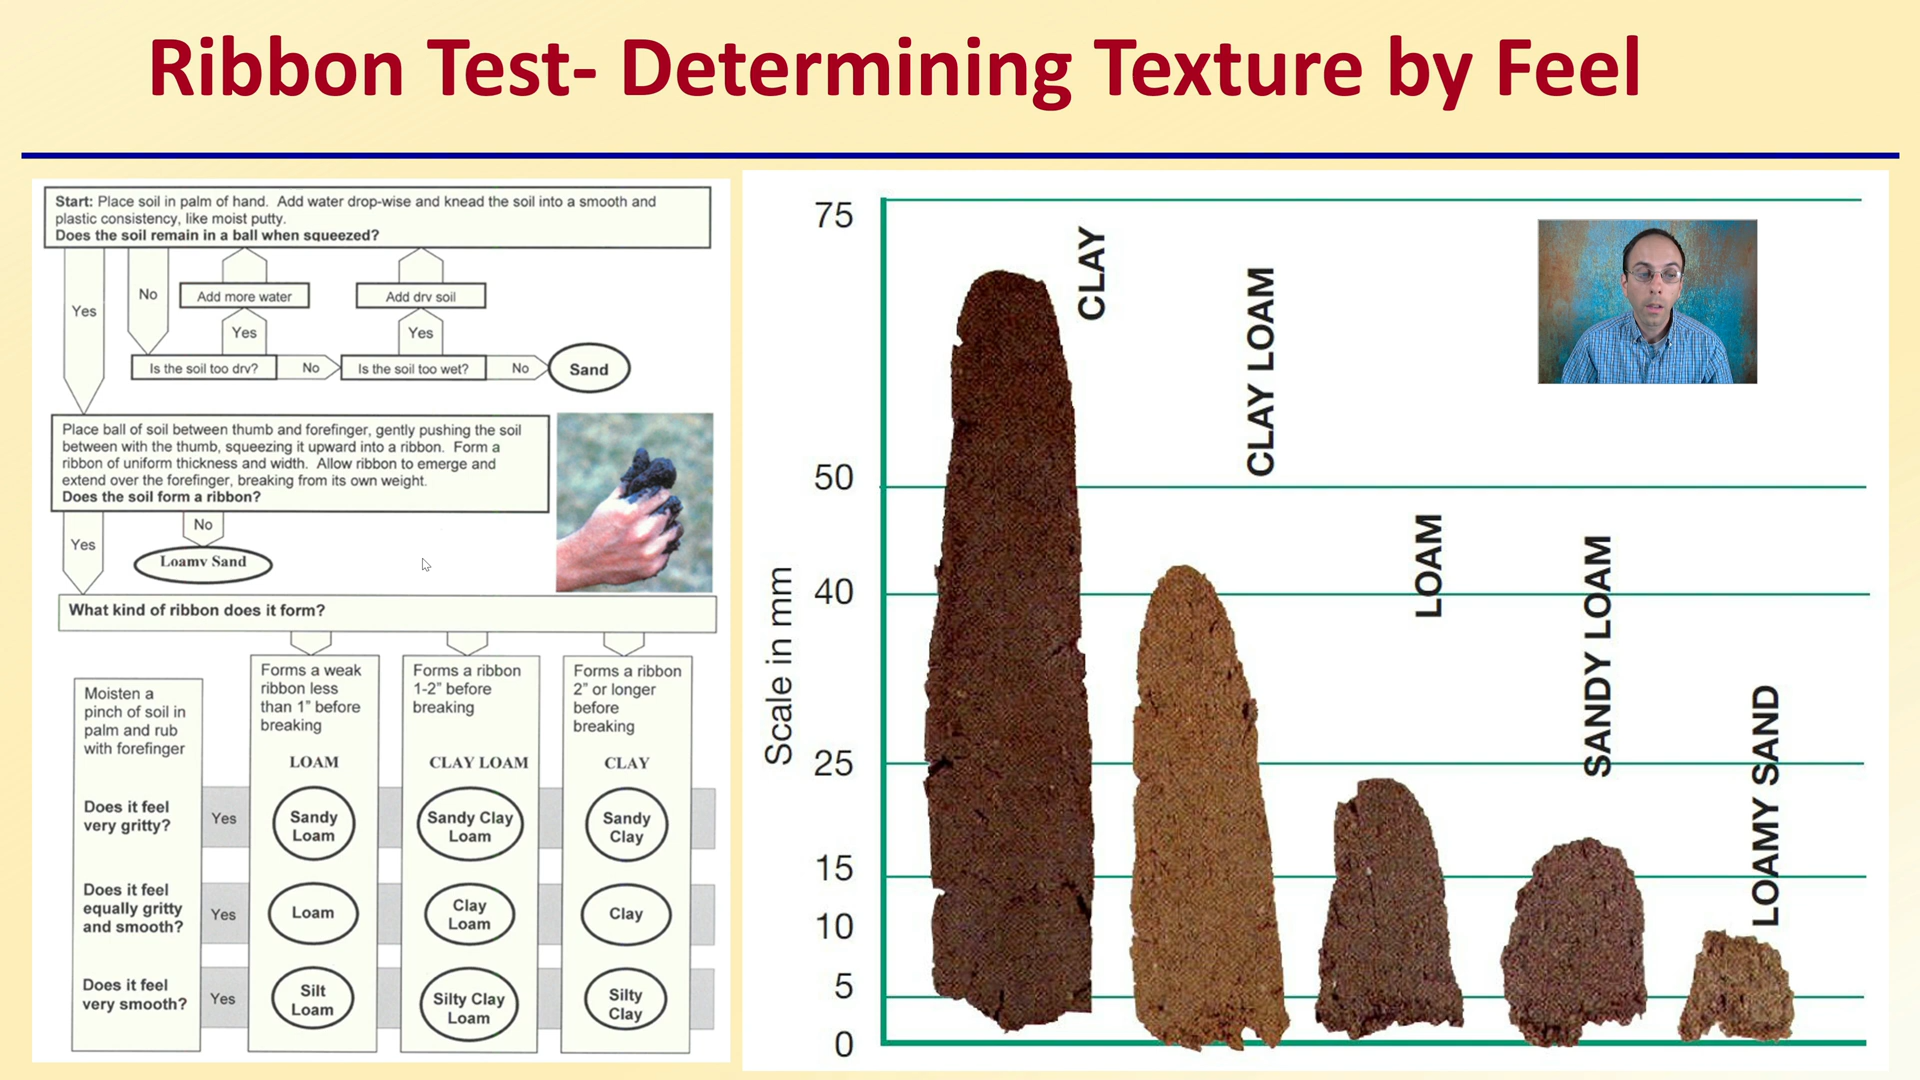 Ribbon Test- Determining Texture by Feel
Start: Place soil in palm of hand. Add water drop-wise and knead the soil into a smooth and
plastic consistency, like moist putty.
Does the soil remain in a ball when squeezed?
Yes
No
Add more water
Add drv soil
Yes
Yes
Is the soil too drv?
No
Is the soil too wet?
No
Sand
Place ball of soil between thumb and forefinger, gently pushing the soil
between with the thumb, squeezing it upward into a ribbon. Form a
ribbon of uniform thickness and width. Allow ribbon to emerge and
extend over the forefinger, breaking from its own weight.
Does the soil form a ribbon?
Yes
No
Loamv Sand
What kind of ribbon does it form?
Moisten a
pinch of soil in
palm and rub
with forefinger
Forms a weak
ribbon less
than 1" before
breaking
LOAM
Forms a ribbon
1-2" before
breaking
CLAY LOAM
Forms a ribbon
2" or longer
before
breaking
CLAY
Does it feel
very gritty?
Yes
Sandy
Loam
Sandy Clay
Loam
Sandy
Clay
Does it feel
equally gritty
and smooth?
Yes
Loam
Clay
Loam
Clay
Does it feel
very smooth?
Yes
Silt
Loam
Silty Clay
Loam
Silty
Clay
Scale in mm
75
50
40
25
15
10
5
0
CLAY
CLAY LOAM
LOAM
SANDY LOAM
LOAMY SAND